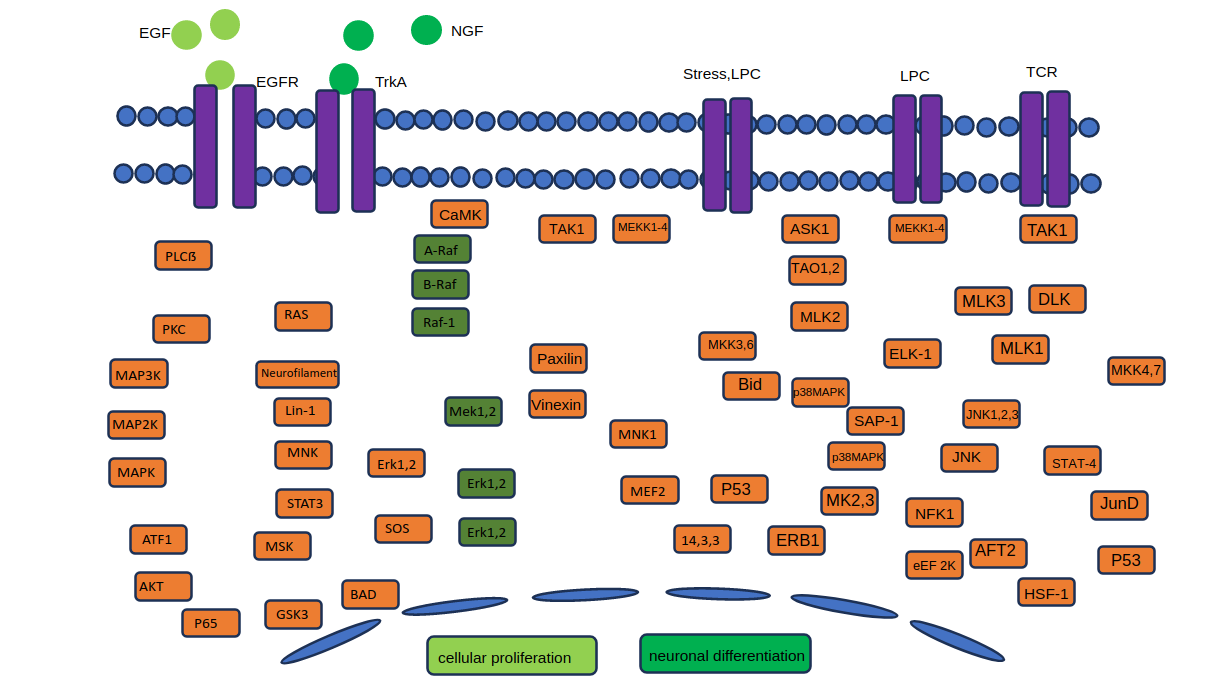 EGF
NGF
EGFR
TrkA
Stress,LPC
LPC
TCR
CaMK
TAK1
MEKK1-4
ASK1
MEKK1-4
TAK1
PLCß
A-Raf
B-Raf
Raf-1
TAO1,2
MLK2
MLK3
DLK
PKC
RAS
MAP3K
Neurofilament
Paxilin
MKK3,6
ELK-1
MLK1
MKK4,7
MAP2K
Lin-1
Mek1,2
Vinexin
Bid
p38MAPK
SAP-1
JNK1,2,3
MAPK
MNK
Erk1,2
MNK1
p38MAPK
JNK
STAT-4
STAT3
Erk1,2
MEF2
P53
MK2,3
NFK1
JunD
ATF1
MSK
SOS
Erk1,2
14,3,3
ERB1
eEF 2K
AFT2
P53
AKT
P65
GSK3
BAD
HSF-1
cellular proliferation
neuronal differentiation